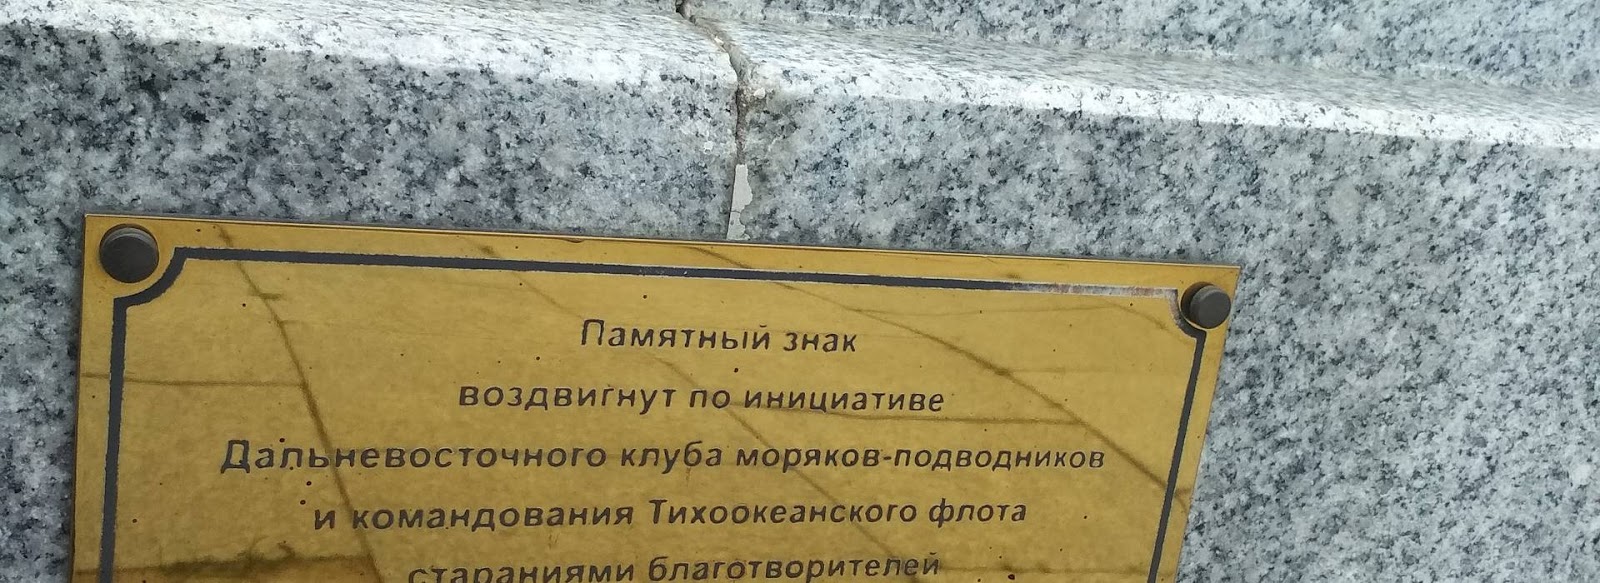 Памятный знак
воздвигнут по инициативе
Дальневосточного клуба моряков-подводников
и командования Тихоокеанского флота
стараниями благотворителей